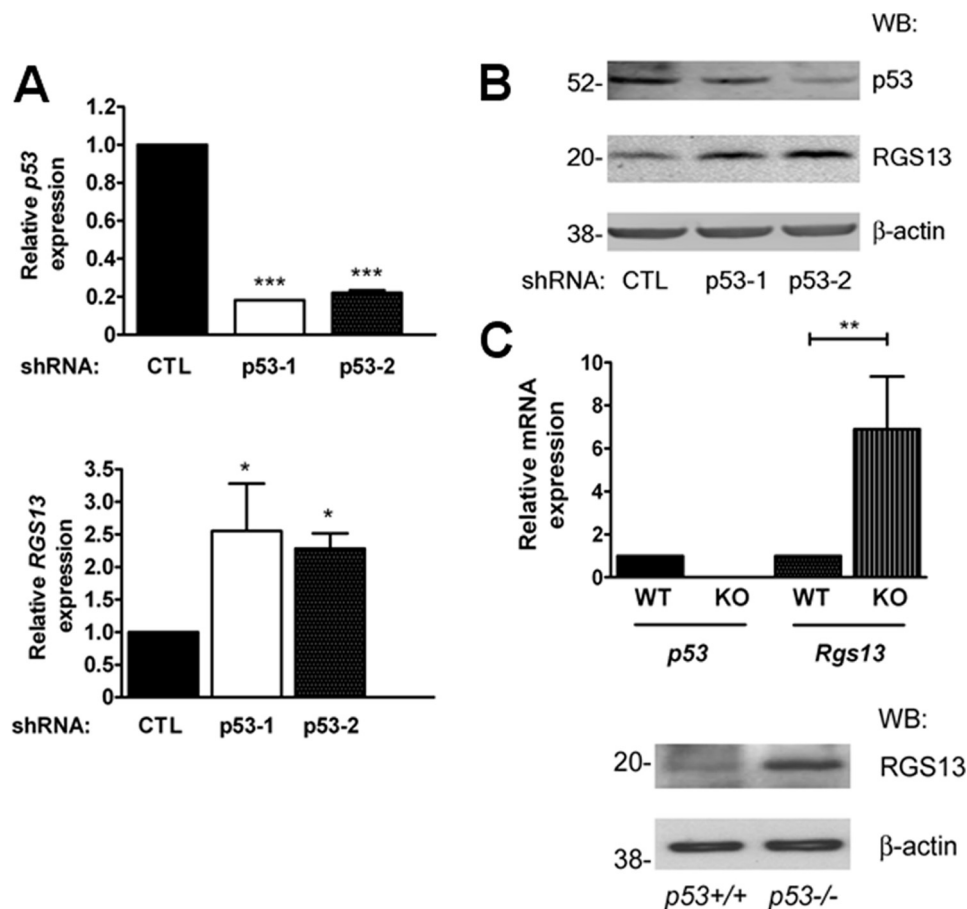 A
1.2
1.0
0.8
0.6
0.4
0.2
0
Relative p53
expression
***
***
shRNA: CTL p53-1 p53-2
3.5
3.0
2.5
2.0
1.5
1.0
0.5
0
Relative RGS13
expression
*
*
shRNA: CTL p53-1 p53-2
B
WB:
52- p53
20- RGS13
38- β-actin
shRNA: CTL p53-1 p53-2
C
**
10
8
6
4
2
0
Relative mRNA
expression
WT KO WT KO
p53 Rgs13
WB:
20- RGS13
38- β-actin
p53+/+ p53-/-